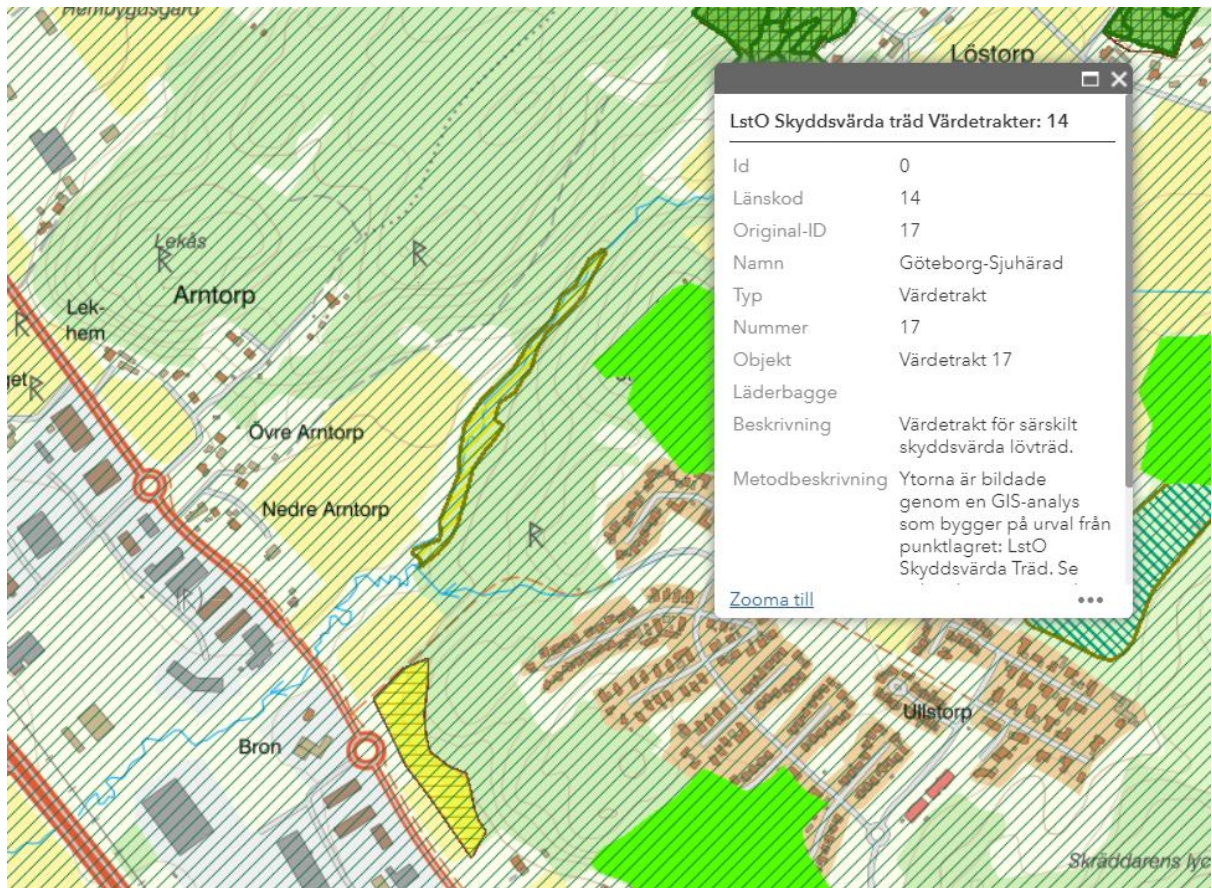 Hembygdsgård
Löstorp
LstO Skyddsvärda träd Värdetrakter: 14
Id 0
Länskod 14
Original-ID 17
Namn Göteborg-Sjuhärad
Typ Värdetrakt
Nummer 17
Objekt Värdetrakt 17
Läderbagge
Beskrivning Värdetrakt för särskilt
skyddsvärda lövträd.
Metodbeskrivning Ytorna är bildade
genom en GIS-analys
som bygger på urval från
punktlagret: LstO
Skyddsvärda Träd. Se
Zooma till
Lekås
R
R
Arntorp
Lek-
hem
R
get
R
Övre Arntorp
Nedre Arntorp
R
(R)
Bron
Ullstorp
Skräddarens lyc